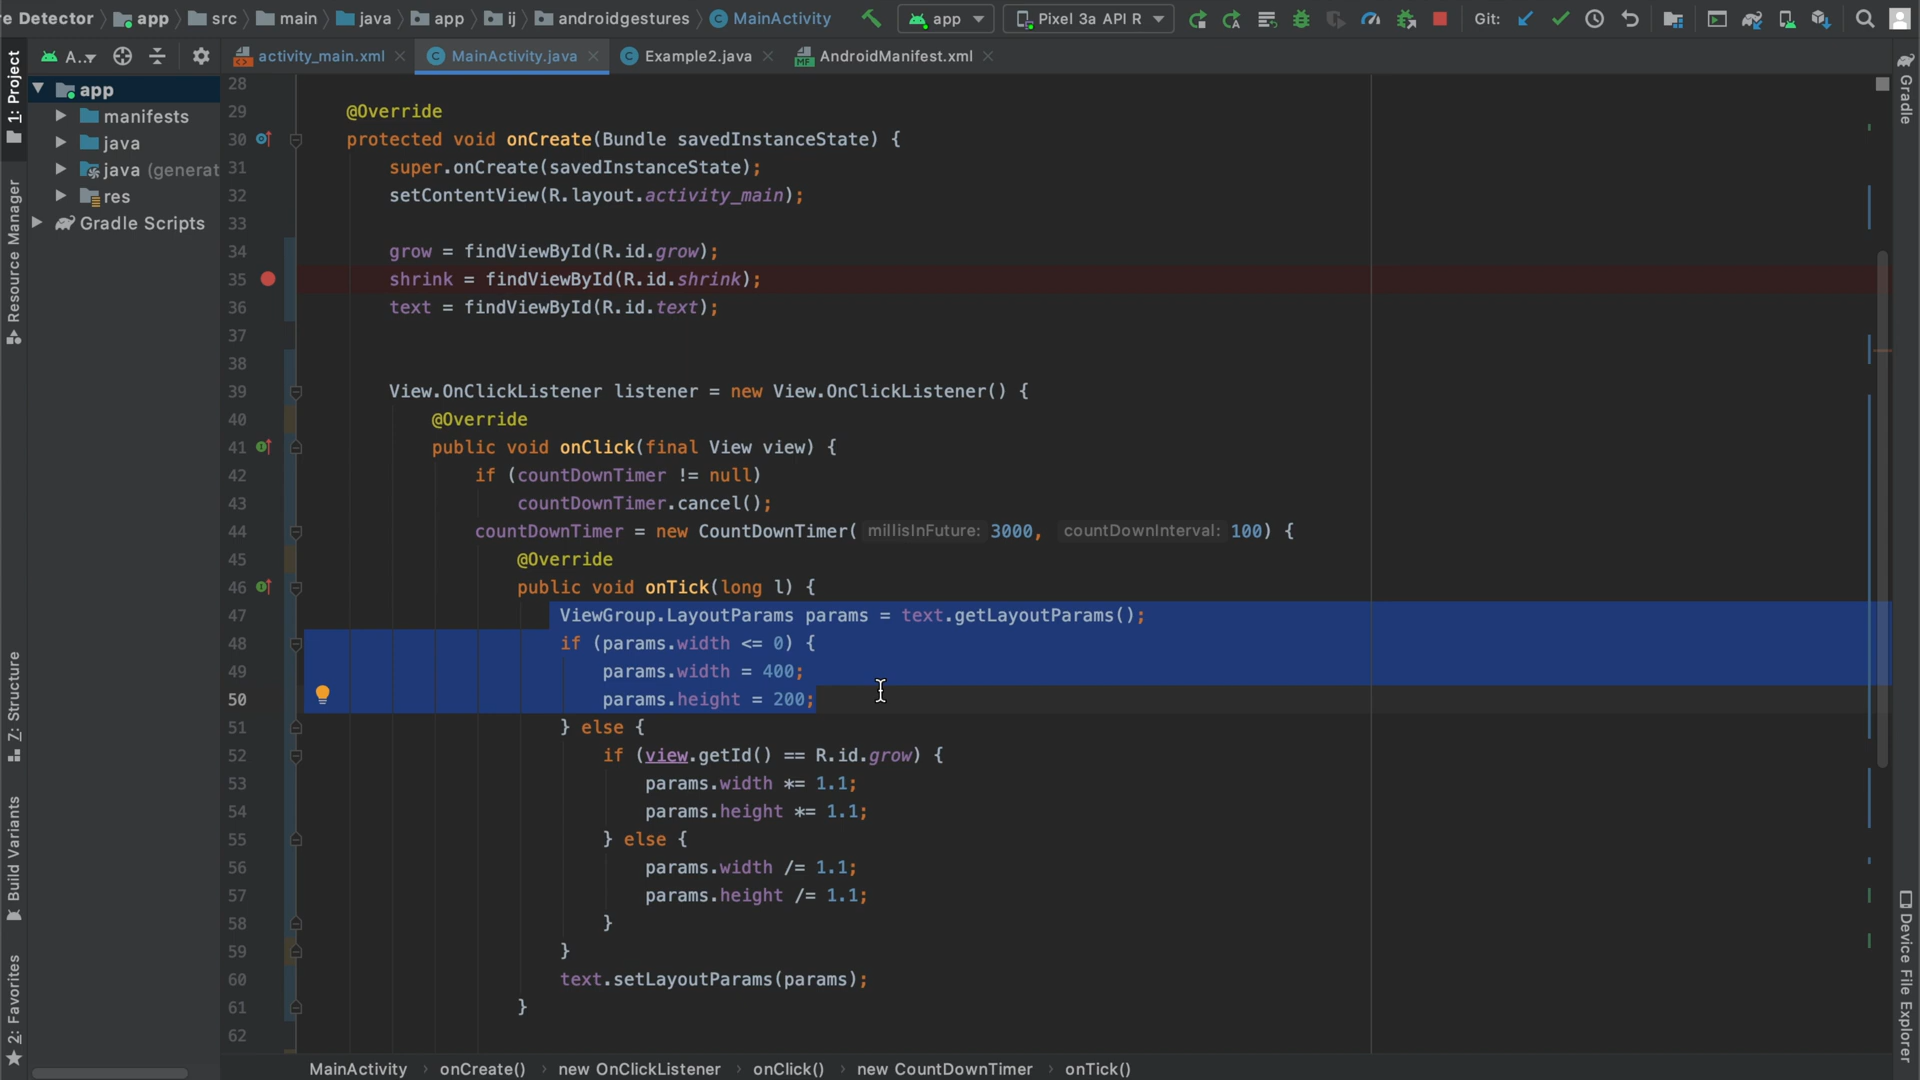 e Detector › app › src › main › java › app › ij › androidgestures › MainActivity app Pixel 3a API R Git:
A.. activity_main.xml MainActivity.java Example2.java AndroidManifest.xml
1: Project
Resource Manager
Z: Structure
Build Variants
2: Favorites
app
manifests
java
java (generat
res
Gradle Scripts
28
29 @Override
30 protected void onCreate(Bundle savedInstanceState) {
31 super.onCreate(savedInstanceState);
32 setContentView(R.layout.activity_main);
33
34 grow = findViewById(R.id.grow);
35 shrink = findViewById(R.id.shrink);
36 text = findViewById(R.id.text);
37
38
39 View.OnClickListener listener = new View.OnClickListener() {
40 @Override
41 public void onClick(final View view) {
42 if (countDownTimer != null)
43 countDownTimer.cancel();
44 countDownTimer = new CountDownTimer( millisInFuture: 3000, countDownInterval: 100) {
45 @Override
46 public void onTick(long l) {
47 ViewGroup.LayoutParams params = text.getLayoutParams();
48 if (params.width <= 0) {
49 params.width = 400;
50 params.height = 200;
51 } else {
52 if (view.getId() == R.id.grow) {
53 params.width *= 1.1;
54 params.height *= 1.1;
55 } else {
56 params.width /= 1.1;
57 params.height /= 1.1;
58 }
59 }
60 text.setLayoutParams(params);
61 }
62
MainActivity › onCreate() › new OnClickListener › onClick() › new CountDownTimer › onTick()
Gradle
Device File Explorer